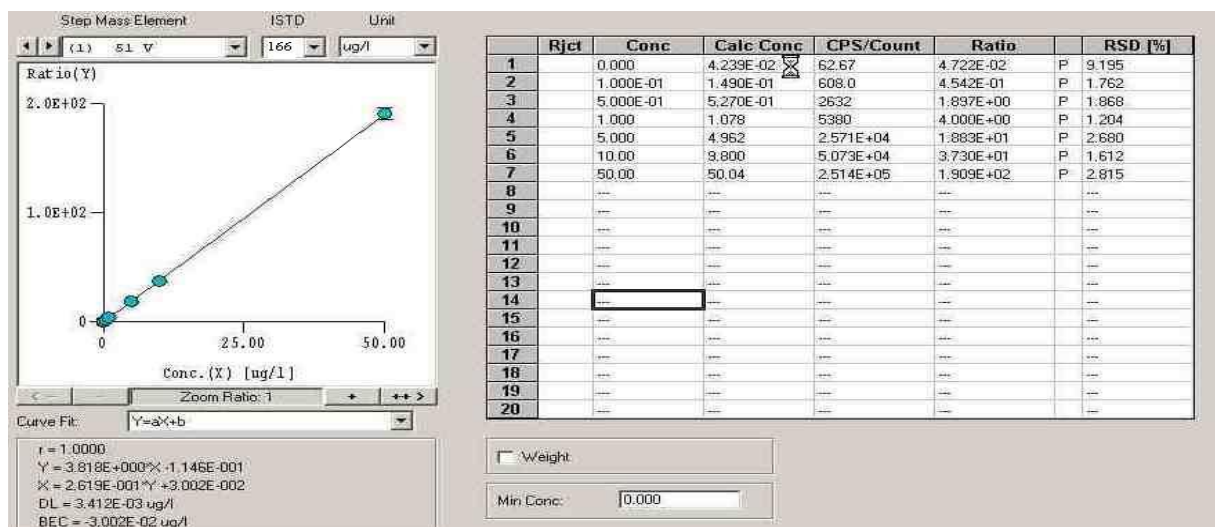 Step Mass Element ISTD Unit
(1) 51 V 166 ug/l
Ratio(Y)
2.0E+02
1.0E+02
0
0 25.00 50.00
Conc.(X) [ug/l]
Zoom Ratio: 1 + ++ >
Curve Fit: Y=aX+b
r = 1.0000
Y = 3.818E+000*X -1.146E-001
X = 2.619E-001*Y +3.002E-002
DL = 3.412E-03 ug/l
BEC = -3.002E-02 ug/l
Rjct Conc Calc Conc CPS/Count Ratio RSD [%]
1 0.000 4.239E-02 62.67 4.722E-02 P 9.195
2 1.000E-01 1.490E-01 608.0 4.542E-01 P 1.762
3 5.000E-01 5.270E-01 2632 1.897E+00 P 1.868
4 1.000 1.078 5380 4.000E+00 P 1.204
5 5.000 4.962 2.571E+04 1.883E+01 P 2.680
6 10.00 9.800 5.073E+04 3.730E+01 P 1.612
7 50.00 50.04 2.514E+05 1.909E+02 P 2.815
8 --- --- --- --- ---
9 --- --- --- --- ---
10 --- --- --- --- ---
11 --- --- --- --- ---
12 --- --- --- --- ---
13 --- --- --- --- ---
14 --- --- --- --- ---
15 --- --- --- --- ---
16 --- --- --- --- ---
17 --- --- --- --- ---
18 --- --- --- --- ---
19 --- --- --- --- ---
20 --- --- --- --- ---
Weight
Min Conc: 0.000